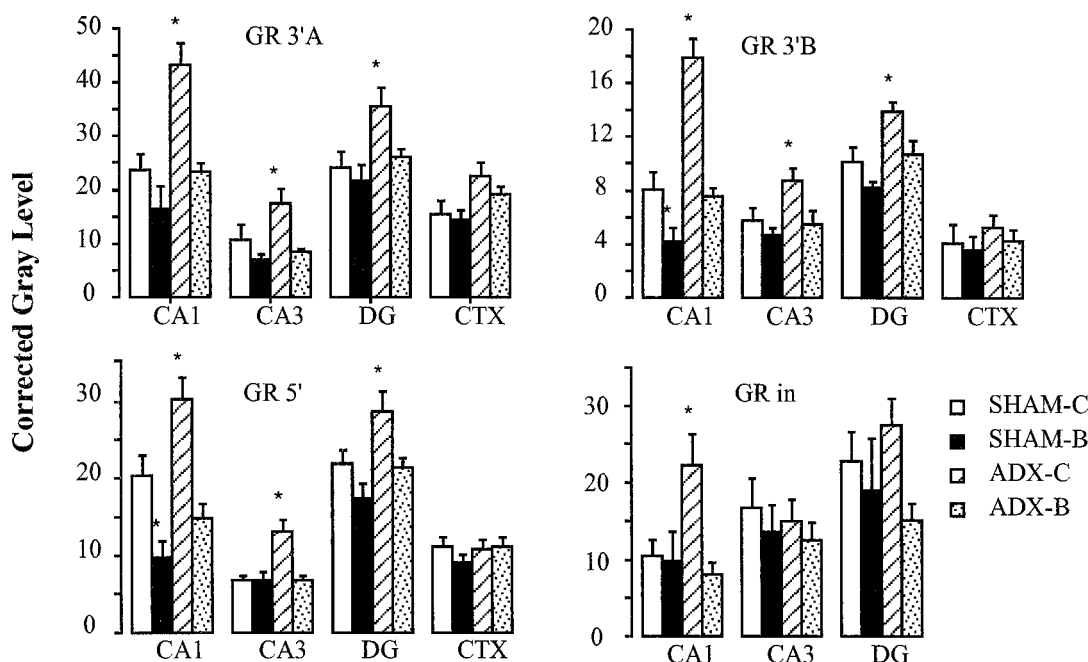 Corrected Gray Level
GR 3'A
50
40
30
20
10
0
*
*
*
CA1 CA3 DG CTX
GR 3'B
20
16
12
8
4
0
*
*
*
*
CA1 CA3 DG CTX
GR 5'
30
20
10
0
*
*
*
*
CA1 CA3 DG CTX
GR in
30
20
10
0
*
CA1 CA3 DG
SHAM-C
SHAM-B
ADX-C
ADX-B